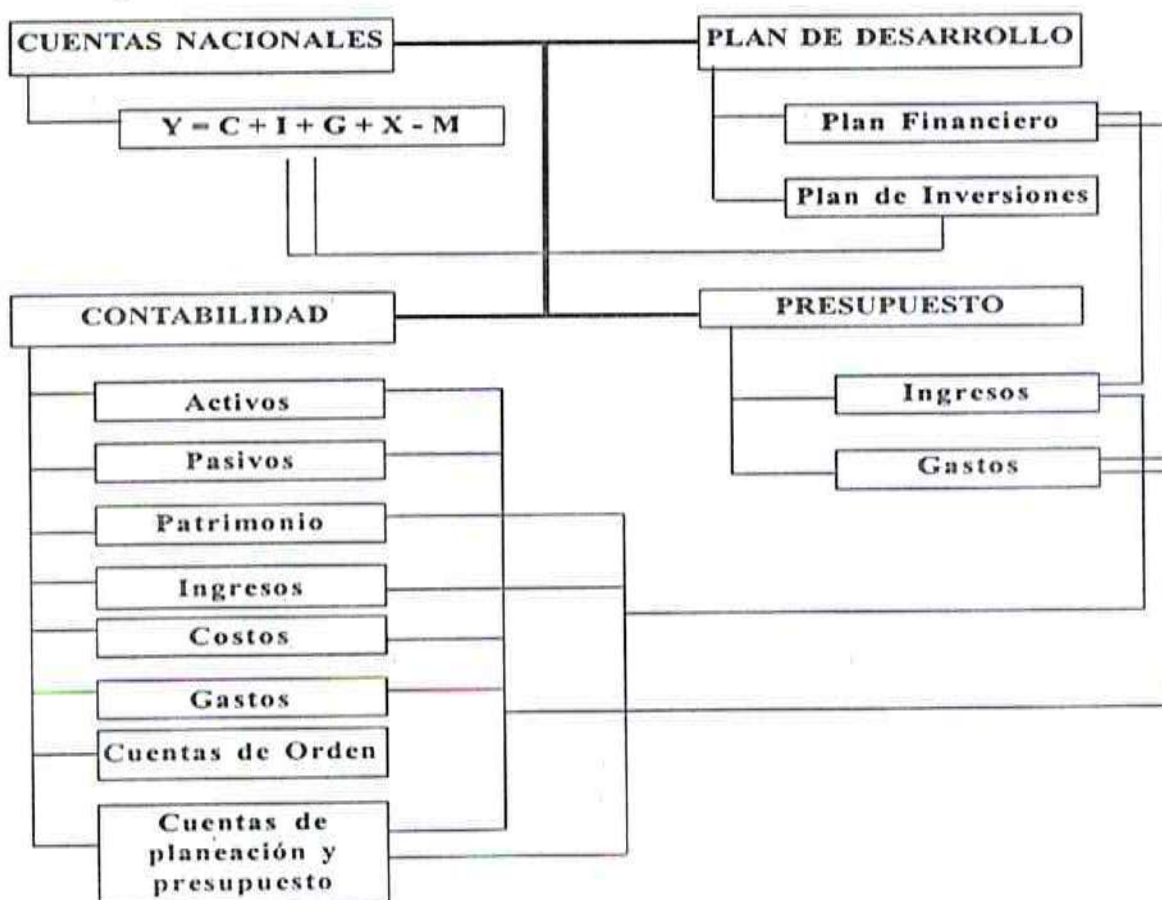 CUENTAS NACIONALES
Y = C + I + G + X - M
PLAN DE DESARROLLO
Plan Financiero
Plan de Inversiones
CONTABILIDAD
Activos
Pasivos
Patrimonio
Ingresos
Costos
Gastos
Cuentas de Orden
Cuentas de
planeación y
presupuesto
PRESUPUESTO
Ingresos
Gastos